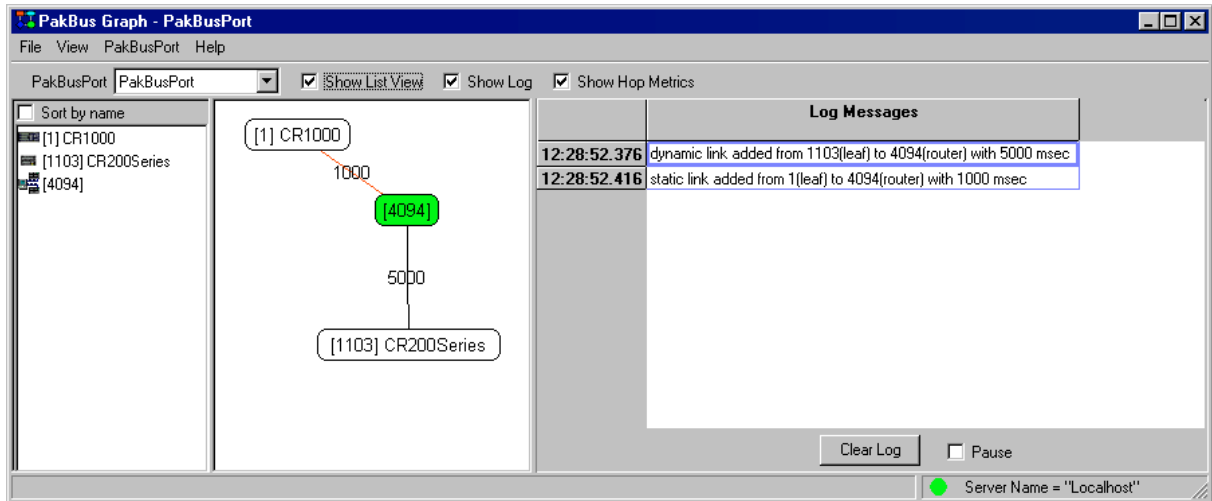 PakBus Graph - PakBusPort
File View PakBusPort Help
PakBusPort PakBusPort Show List View Show Log Show Hop Metrics
Sort by name
[1] CR1000
[1103] CR200Series
[4094]
[1] CR1000
1000
[4094]
5000
[1103] CR200Series
Log Messages
12:28:52.376 dynamic link added from 1103(leaf) to 4094(router) with 5000 msec
12:28:52.416 static link added from 1(leaf) to 4094(router) with 1000 msec
Clear Log Pause
Server Name = "Localhost"